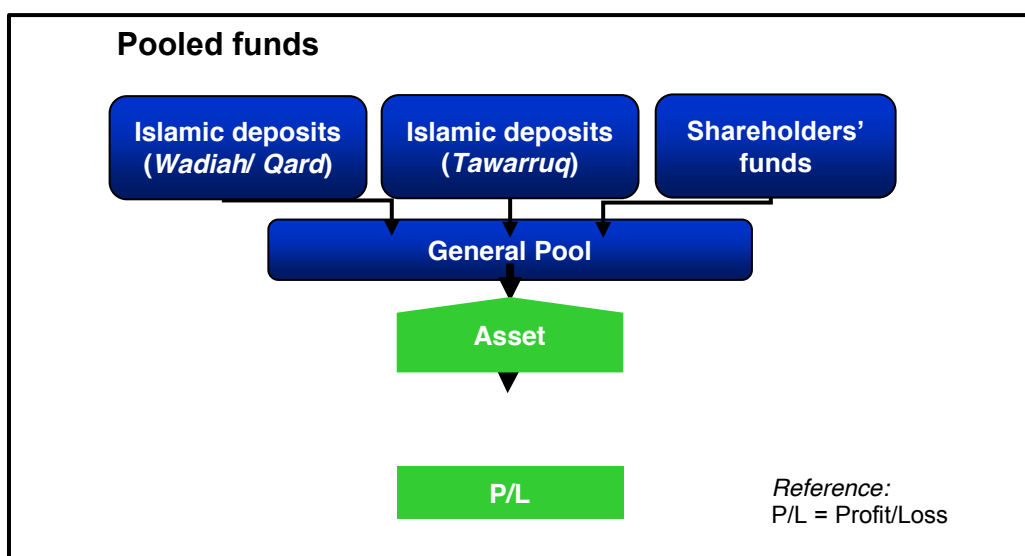 Pooled funds
Islamic deposits
(Wadiah/ Qard)
Islamic deposits
(Tawarruq)
Shareholders’
funds
General Pool
Asset
P/L
Reference:
P/L = Profit/Loss